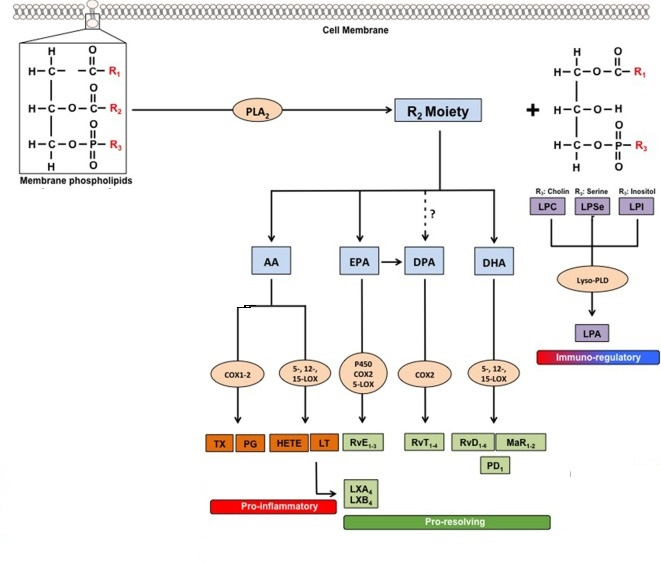 Cell Membrane
H O
H–C– –C–R1
O
H–C–O–C–R2
O
H–C–O–P–R3
H O
Membrane phospholipids
PLA2
R2 Moiety
+
H O
H–C–O–C–R1
H–C–O–H
O
H–C–O–P–R3
H O
R3: Cholin R3: Serine R3: Inositol
LPC LPSe LPI
Lyso-PLD
LPA
Immuno-regulatory
?
AA EPA DPA DHA
COX1-2
5-, 12-,
15-LOX
P450
COX2
5-LOX
COX2
5-, 12-,
15-LOX
TX PG HETE LT RvE1-3 RvT1-4 RvD1-6 MaR1-2
PD1
LXA4
LXB4
Pro-inflammatory
Pro-resolving